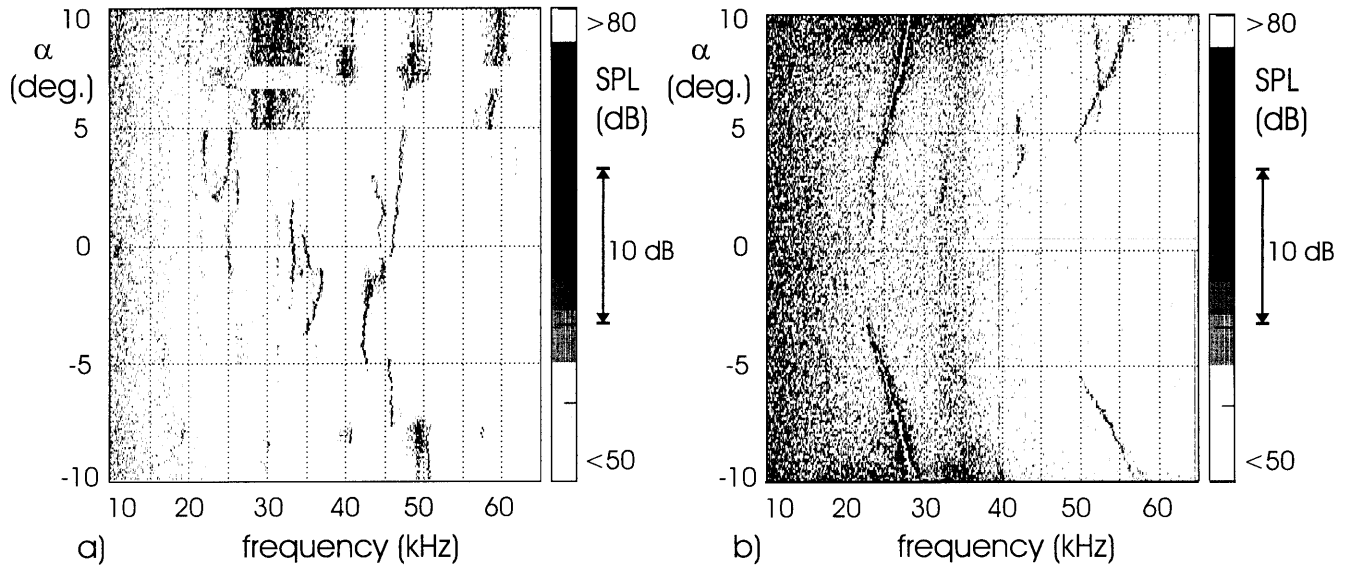 10
α
(deg.)
5
0
-5
-10
10 20 30 40 50 60
a) frequency (kHz)
>80
SPL
(dB)
10 dB
<50
10
α
(deg.)
5
0
-5
-10
10 20 30 40 50 60
b) frequency (kHz)
>80
SPL
(dB)
10 dB
<50